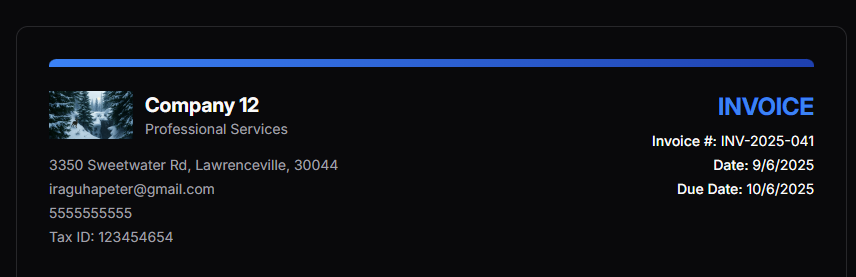 Company 12
Professional Services
3350 Sweetwater Rd, Lawrenceville, 30044
iraguhapeter@gmail.com
5555555555
Tax ID: 123454654
INVOICE
Invoice #: INV-2025-041
Date: 9/6/2025
Due Date: 10/6/2025